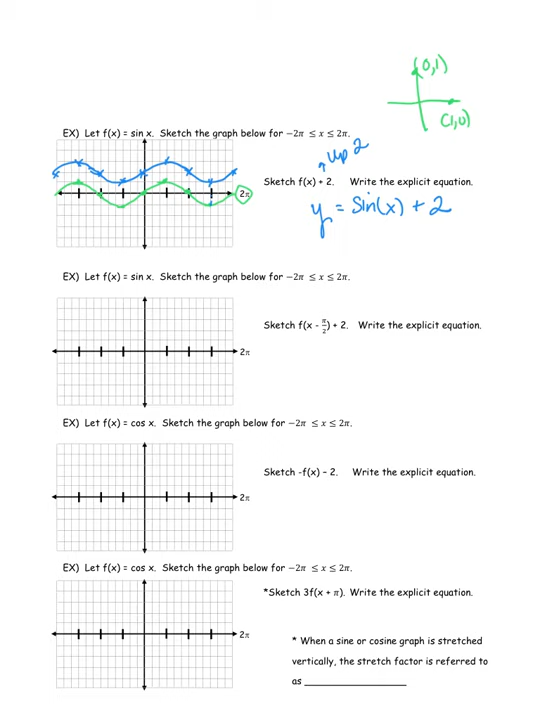 (0,1)
(1,0)
EX) Let f(x) = sin x. Sketch the graph below for −2π ≤ x ≤ 2π.
up 2
Sketch f(x) + 2. Write the explicit equation.
2π
y = sin(x) + 2
EX) Let f(x) = sin x. Sketch the graph below for −2π ≤ x ≤ 2π.
Sketch f(x - π/2) + 2. Write the explicit equation.
2π
EX) Let f(x) = cos x. Sketch the graph below for −2π ≤ x ≤ 2π.
Sketch -f(x) – 2. Write the explicit equation.
2π
EX) Let f(x) = cos x. Sketch the graph below for −2π ≤ x ≤ 2π.
*Sketch 3f(x + π). Write the explicit equation.
2π
* When a sine or cosine graph is stretched
vertically, the stretch factor is referred to
as ___________________